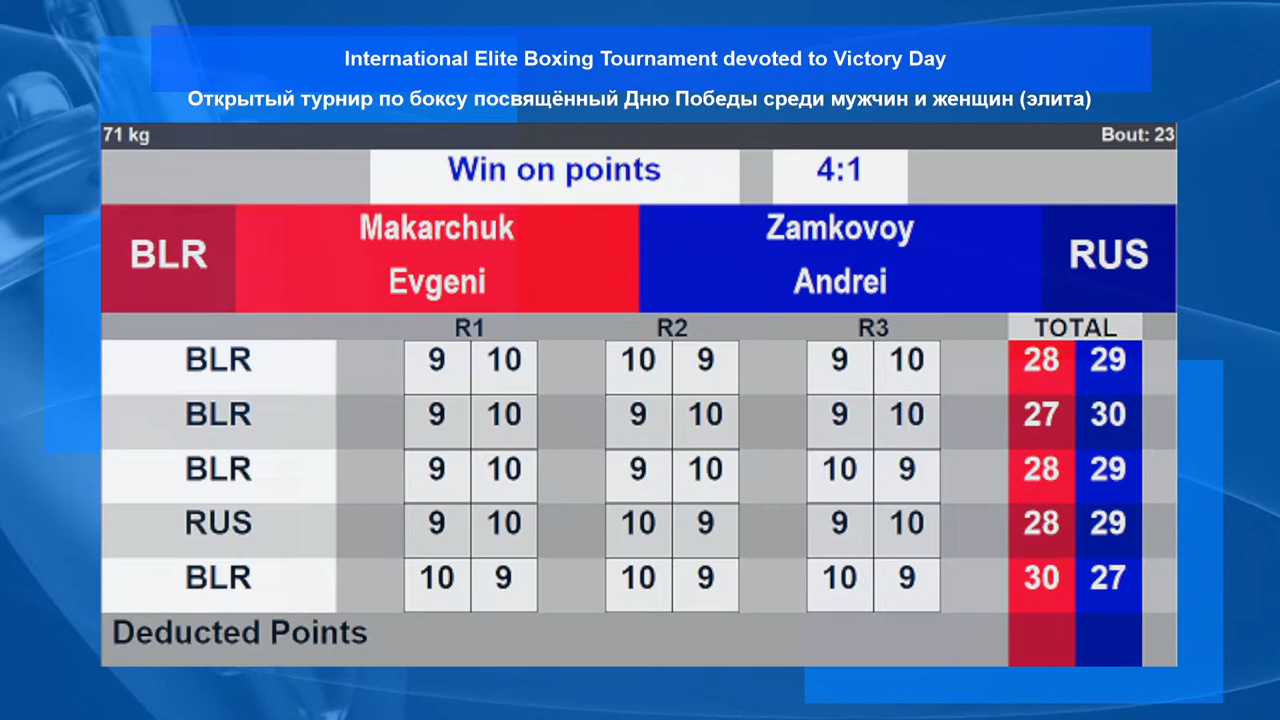 International Elite Boxing Tournament devoted to Victory Day
Открытый турнир по боксу посвящённый Дню Победы среди мужчин и женщин (элита)
71 kg Bout: 23
Win on points 4:1
BLR Makarchuk Evgeni Zamkovoy Andrei RUS
R1 R2 R3 TOTAL
BLR 9 10 10 9 9 10 28 29
BLR 9 10 9 10 9 10 27 30
BLR 9 10 9 10 10 9 28 29
RUS 9 10 10 9 9 10 28 29
BLR 10 9 10 9 10 9 30 27
Deducted Points